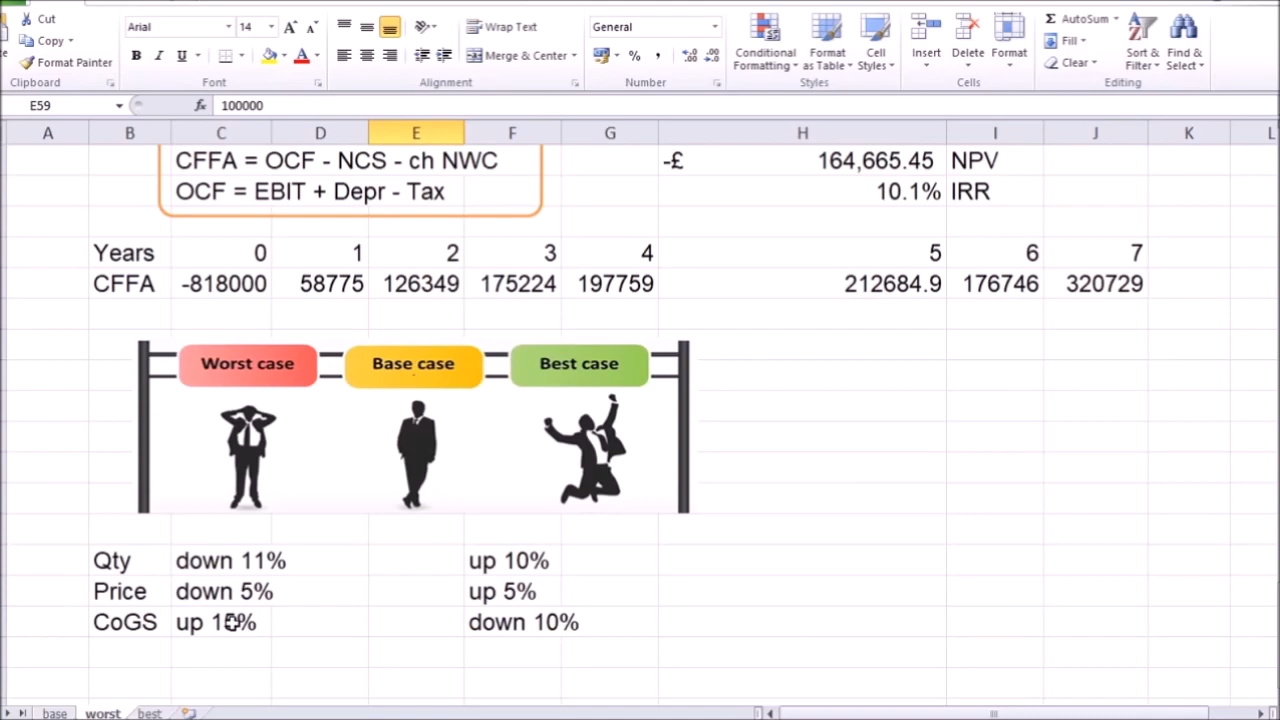 Cut
Copy
Format Painter
Clipboard
Arial 14
B I U
Font
Wrap Text
Merge & Center
Alignment
General
% ,
Number
Conditional Formatting
Format as Table
Cell Styles
Styles
Insert
Delete
Format
Cells
Σ AutoSum
Fill
Clear
Sort & Filter
Find & Select
Editing
E59 fx 100000
A B C D E F G H I J K L
CFFA = OCF - NCS - ch NWC -£ 164,665.45 NPV
OCF = EBIT + Depr - Tax 10.1% IRR
Years 0 1 2 3 4 5 6 7
CFFA -818000 58775 126349 175224 197759 212684.9 176746 320729
Worst case Base case Best case
Qty down 11% up 10%
Price down 5% up 5%
CoGS up down 10%
base worst best